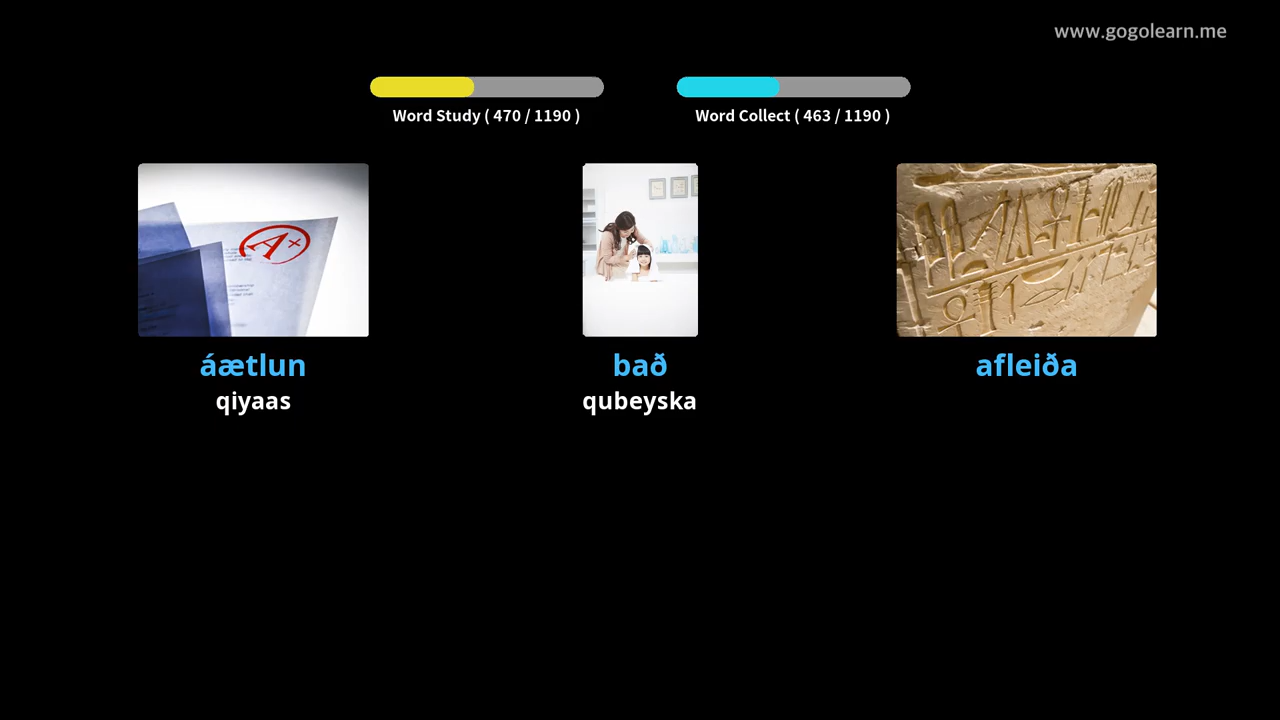 www.gogolearn.me
Word Study ( 470 / 1190 )
Word Collect ( 463 / 1190 )
A+
áætlun
qiyaas
bað
qubeyska
afleiða